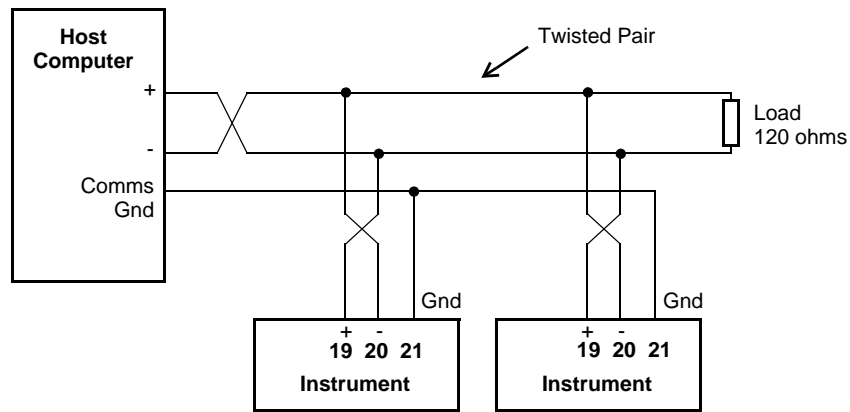 Host
Computer
Twisted Pair
+
-
Load
120 ohms
Comms
Gnd
Gnd
Gnd
+ -
19 20 21
Instrument
+ -
19 20 21
Instrument